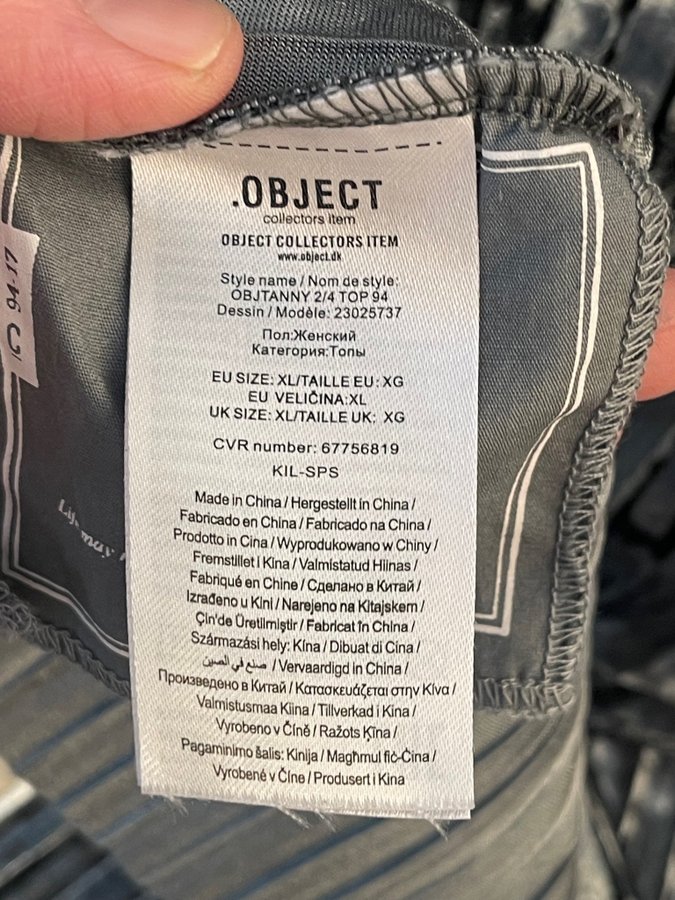 .OBJECT
collectors item
OBJECT COLLECTORS ITEM
www.object.dk
Style name / Nom de style:
OBJTANNY 2/4 TOP 94
Dessin / Modèle: 23025737
Пол:Женский
Категория:Топы
EU SIZE: XL/TAILLE EU: XG
EU VELIČINA:XL
UK SIZE: XL/TAILLE UK: XG
CVR number: 67756819
KIL-SPS
Made in China / Hergestellt in China /
Fabricado en China / Fabricado na China /
Prodotto in Cina / Wyprodukowano w Chiny /
Fremstillet i Kina / Valmistatud Hiinas /
Fabriqué en Chine / Сделано в Китай /
Izrađeno u Kini / Narejeno na Kitajskem /
Çin'de Üretilmiştir / Fabricat în China /
Származási hely: Kína / Dibuat di Cina /
صنع في الصين / Vervaardigd in China /
Произведено в Китай / Κατασκευάζεται στην Κίνα /
Valmistusmaa Kiina / Tillverkad i Kina /
Vyrobeno v Číně / Ražots Ķīna /
Pagaminimo šalis: Kinija / Magħmul fiċ-Ċina /
Vyrobené v Číne / Produsert i Kina
94-17
may